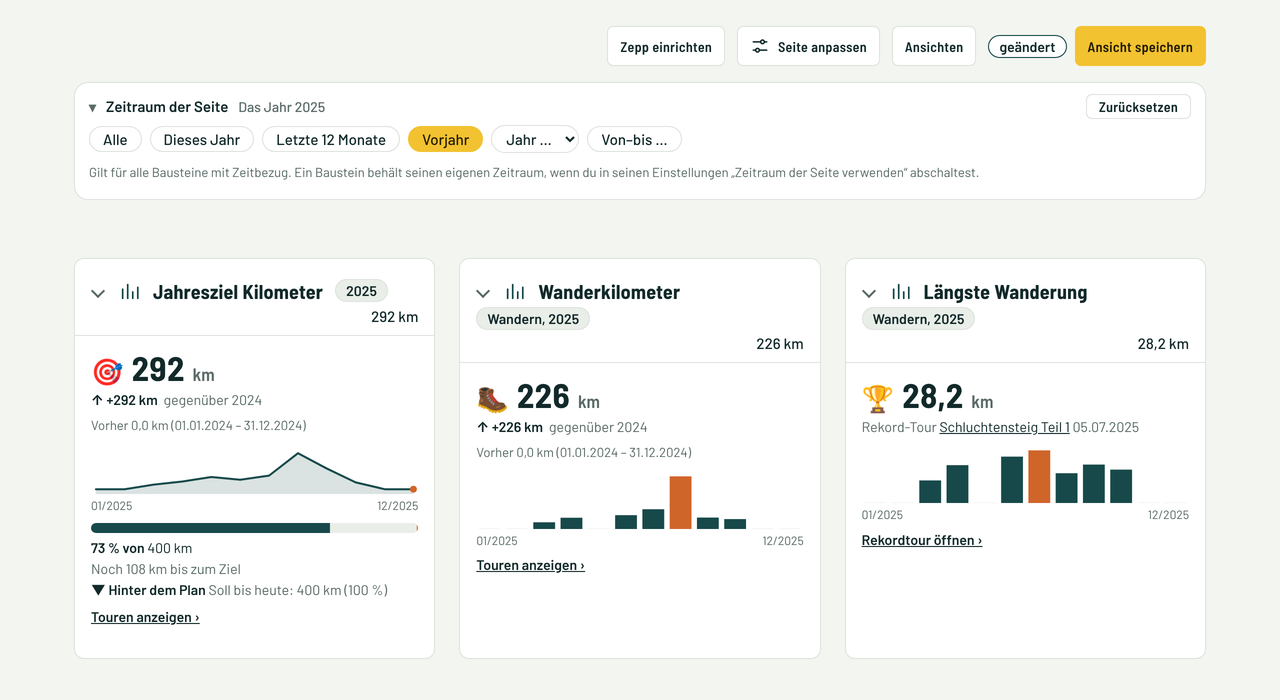 Zepp einrichten
Seite anpassen
Ansichten
geändert
Ansicht speichern
▼ Zeitraum der Seite Das Jahr 2025
Zurücksetzen
Alle
Dieses Jahr
Letzte 12 Monate
Vorjahr
Jahr ...
Von–bis ...
Gilt für alle Bausteine mit Zeitbezug. Ein Baustein behält seinen eigenen Zeitraum, wenn du in seinen Einstellungen „Zeitraum der Seite verwenden“ abschaltest.
Jahresziel Kilometer 2025
292 km
292 km
↑ +292 km gegenüber 2024
Vorher 0,0 km (01.01.2024 – 31.12.2024)
01/2025 12/2025
73 % von 400 km
Noch 108 km bis zum Ziel
▼ Hinter dem Plan Soll bis heute: 400 km (100 %)
Touren anzeigen ›
Wanderkilometer
Wandern, 2025
226 km
226 km
↑ +226 km gegenüber 2024
Vorher 0,0 km (01.01.2024 – 31.12.2024)
01/2025 12/2025
Touren anzeigen ›
Längste Wanderung
Wandern, 2025
28,2 km
28,2 km
Rekord-Tour Schluchtensteig Teil 1 05.07.2025
01/2025 12/2025
Rekordtour öffnen ›